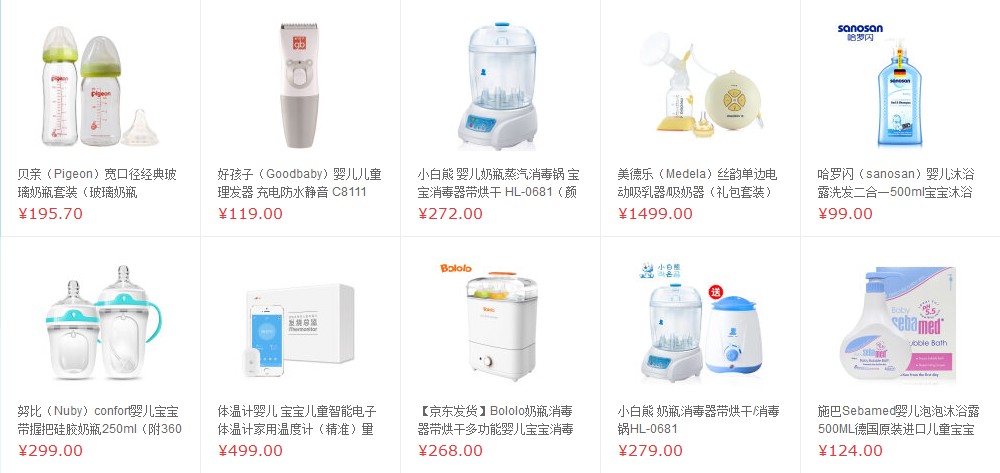 Pigeon
Pigeon
gb
sanosan
哈罗闪
sanosan
贝亲（Pigeon）宽口径经典玻
璃奶瓶套装（玻璃奶瓶
¥195.70
好孩子（Goodbaby）婴儿儿童
理发器 充电防水静音 C8111
¥119.00
小白熊 婴儿奶瓶蒸汽消毒锅 宝
宝消毒器带烘干 HL-0681（颜
¥272.00
美德乐（Medela）丝韵单边电
动吸乳器/吸奶器（礼包套装）
¥1499.00
哈罗闪（sanosan）婴儿沐浴
露洗发二合一500ml宝宝沐浴
¥99.00
发烧总监
iThermonitor
Bololo
Bololo
小白熊
送
Baby
sebamed
pH
5.5
Bubble Bath
努比（Nuby）confort婴儿宝宝
带握把硅胶奶瓶250ml（附360
¥299.00
体温计婴儿 宝宝儿童智能电子
体温计家用温度计（精准）量
¥499.00
【京东发货】Bololo奶瓶消毒
器带烘干多功能婴儿宝宝消毒
¥268.00
小白熊 奶瓶消毒器带烘干/消毒
锅HL-0681
¥279.00
施巴Sebamed婴儿泡泡沐浴露
500ML德国原装进口儿童宝宝
¥124.00